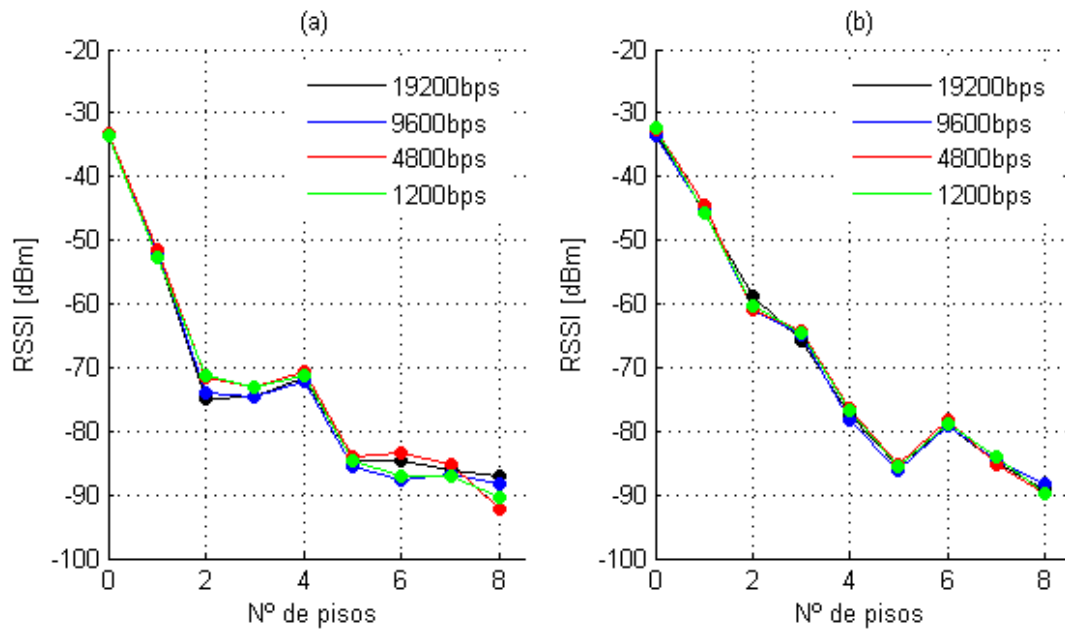 (a)
-20
-30
-40
-50
-60
-70
-80
-90
-100
RSSI [dBm]
19200bps
9600bps
4800bps
1200bps
0 2 4 6 8
Nº de pisos
(b)
-20
-30
-40
-50
-60
-70
-80
-90
-100
RSSI [dBm]
19200bps
9600bps
4800bps
1200bps
0 2 4 6 8
Nº de pisos